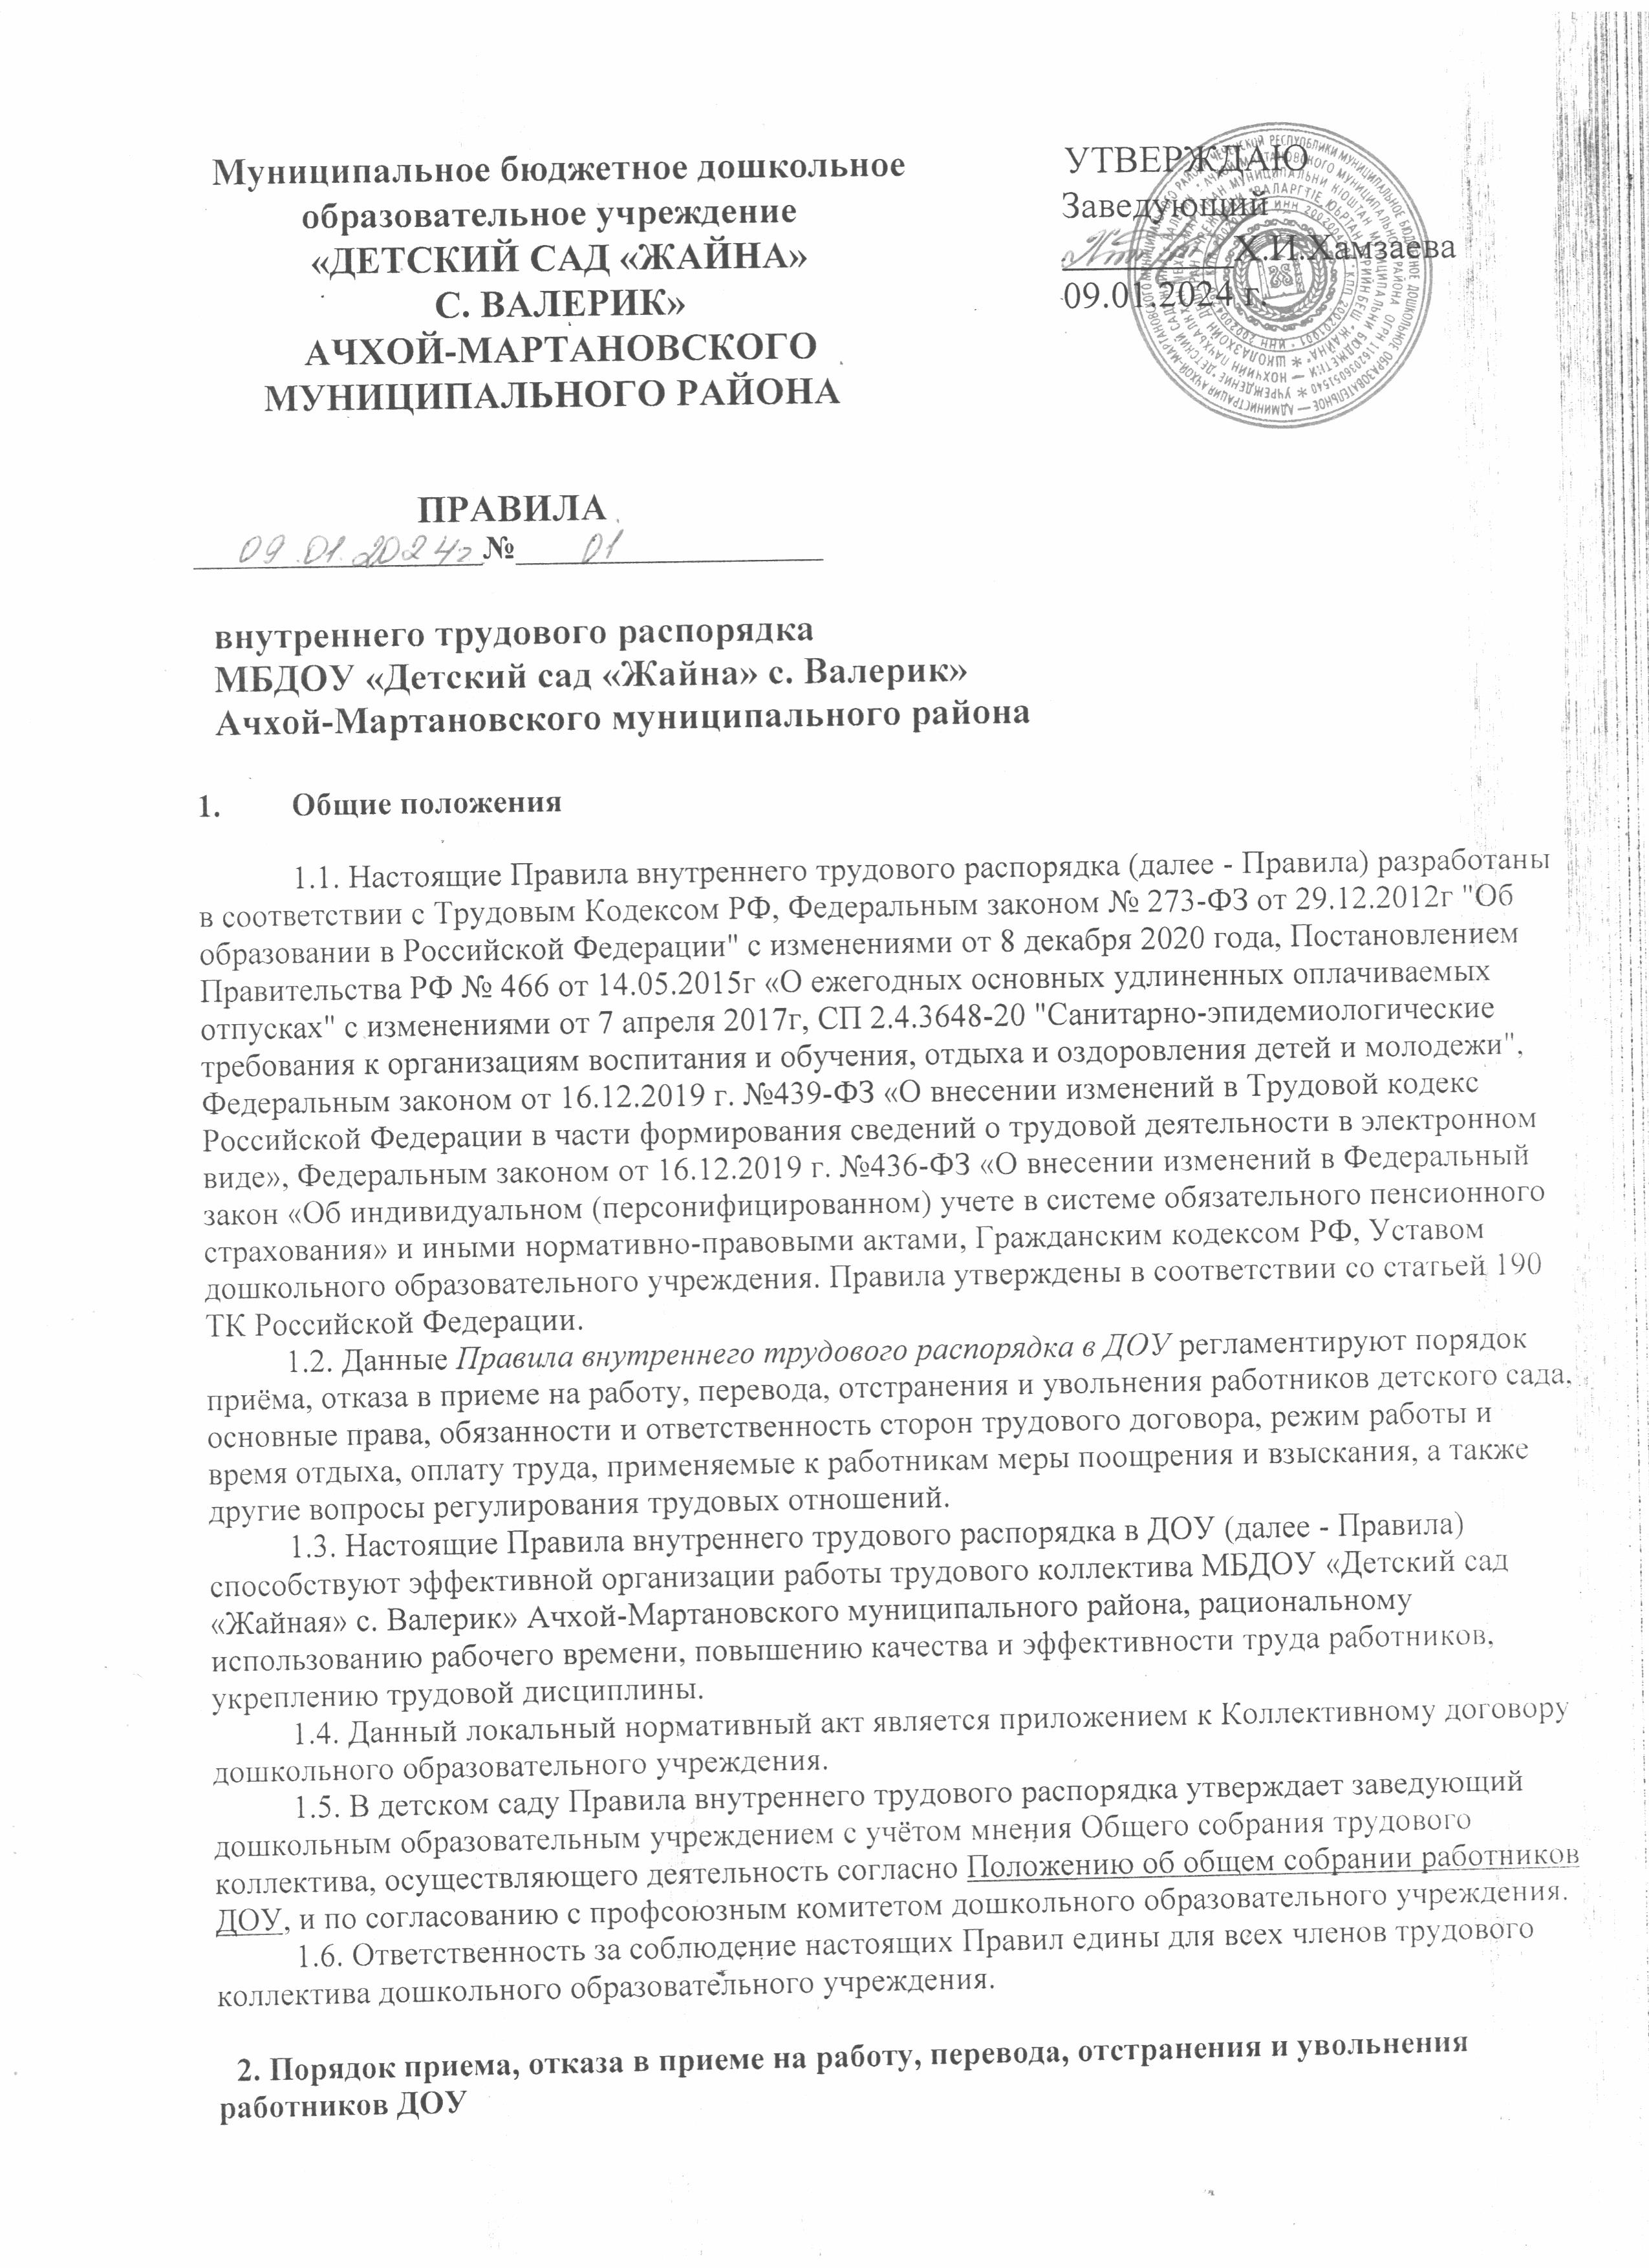 Муниципальное бюджетное дошкольное
образовательное учреждение
«ДЕТСКИЙ САД «ЖАЙНА»
С. ВАЛЕРИК»
АЧХОЙ-МАРТАНОВСКОГО
МУНИЦИПАЛЬНОГО РАЙОНА
УТВЕРЖДАЮ
Заведующий
Х.И.Хамзаева
09.01.2024 г.
ПРАВИЛА
09.01.2024г № 01
внутреннего трудового распорядка
МБДОУ «Детский сад «Жайна» с. Валерик»
Ачхой-Мартановского муниципального района
1. Общие положения
1.1. Настоящие Правила внутреннего трудового распорядка (далее - Правила) разработаны
в соответствии с Трудовым Кодексом РФ, Федеральным законом № 273-ФЗ от 29.12.2012г "Об
образовании в Российской Федерации" с изменениями от 8 декабря 2020 года, Постановлением
Правительства РФ № 466 от 14.05.2015г «О ежегодных основных удлиненных оплачиваемых
отпусках" с изменениями от 7 апреля 2017г, СП 2.4.3648-20 "Санитарно-эпидемиологические
требования к организациям воспитания и обучения, отдыха и оздоровления детей и молодежи",
Федеральным законом от 16.12.2019 г. №439-ФЗ «О внесении изменений в Трудовой кодекс
Российской Федерации в части формирования сведений о трудовой деятельности в электронном
виде», Федеральным законом от 16.12.2019 г. №436-ФЗ «О внесении изменений в Федеральный
закон «Об индивидуальном (персонифицированном) учете в системе обязательного пенсионного
страхования» и иными нормативно-правовыми актами, Гражданским кодексом РФ, Уставом
дошкольного образовательного учреждения. Правила утверждены в соответствии со статьей 190
ТК Российской Федерации.
1.2. Данные Правила внутреннего трудового распорядка в ДОУ регламентируют порядок
приёма, отказа в приеме на работу, перевода, отстранения и увольнения работников детского сада,
основные права, обязанности и ответственность сторон трудового договора, режим работы и
время отдыха, оплату труда, применяемые к работникам меры поощрения и взыскания, а также
другие вопросы регулирования трудовых отношений.
1.3. Настоящие Правила внутреннего трудового распорядка в ДОУ (далее - Правила)
способствуют эффективной организации работы трудового коллектива МБДОУ «Детский сад
«Жайная» с. Валерик» Ачхой-Мартановского муниципального района, рациональному
использованию рабочего времени, повышению качества и эффективности труда работников,
укреплению трудовой дисциплины.
1.4. Данный локальный нормативный акт является приложением к Коллективному договору
дошкольного образовательного учреждения.
1.5. В детском саду Правила внутреннего трудового распорядка утверждает заведующий
дошкольным образовательным учреждением с учётом мнения Общего собрания трудового
коллектива, осуществляющего деятельность согласно Положению об общем собрании работников
ДОУ, и по согласованию с профсоюзным комитетом дошкольного образовательного учреждения.
1.6. Ответственность за соблюдение настоящих Правил едины для всех членов трудового
коллектива дошкольного образовательного учреждения.
2. Порядок приема, отказа в приеме на работу, перевода, отстранения и увольнения
работников ДОУ